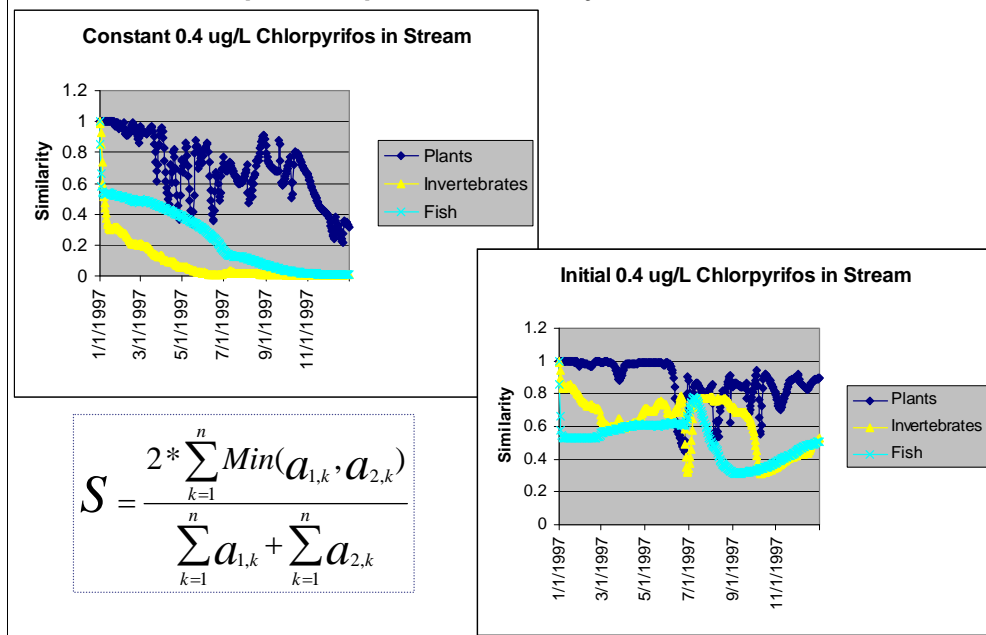 Constant 0.4 ug/L Chlorpyrifos in Stream
1.2
1
0.8
0.6
0.4
0.2
0
Similarity
1/1/1997
3/1/1997
5/1/1997
7/1/1997
9/1/1997
11/1/1997
Plants
Invertebrates
Fish
Initial 0.4 ug/L Chlorpyrifos in Stream
1.2
1
0.8
0.6
0.4
0.2
0
Similarity
1/1/1997
3/1/1997
5/1/1997
7/1/1997
9/1/1997
11/1/1997
Plants
Invertebrates
Fish
S = \frac{2 * \sum_{k=1}^{n} Min(a_{1,k}, a_{2,k})}{\sum_{k=1}^{n} a_{1,k} + \sum_{k=1}^{n} a_{2,k}}